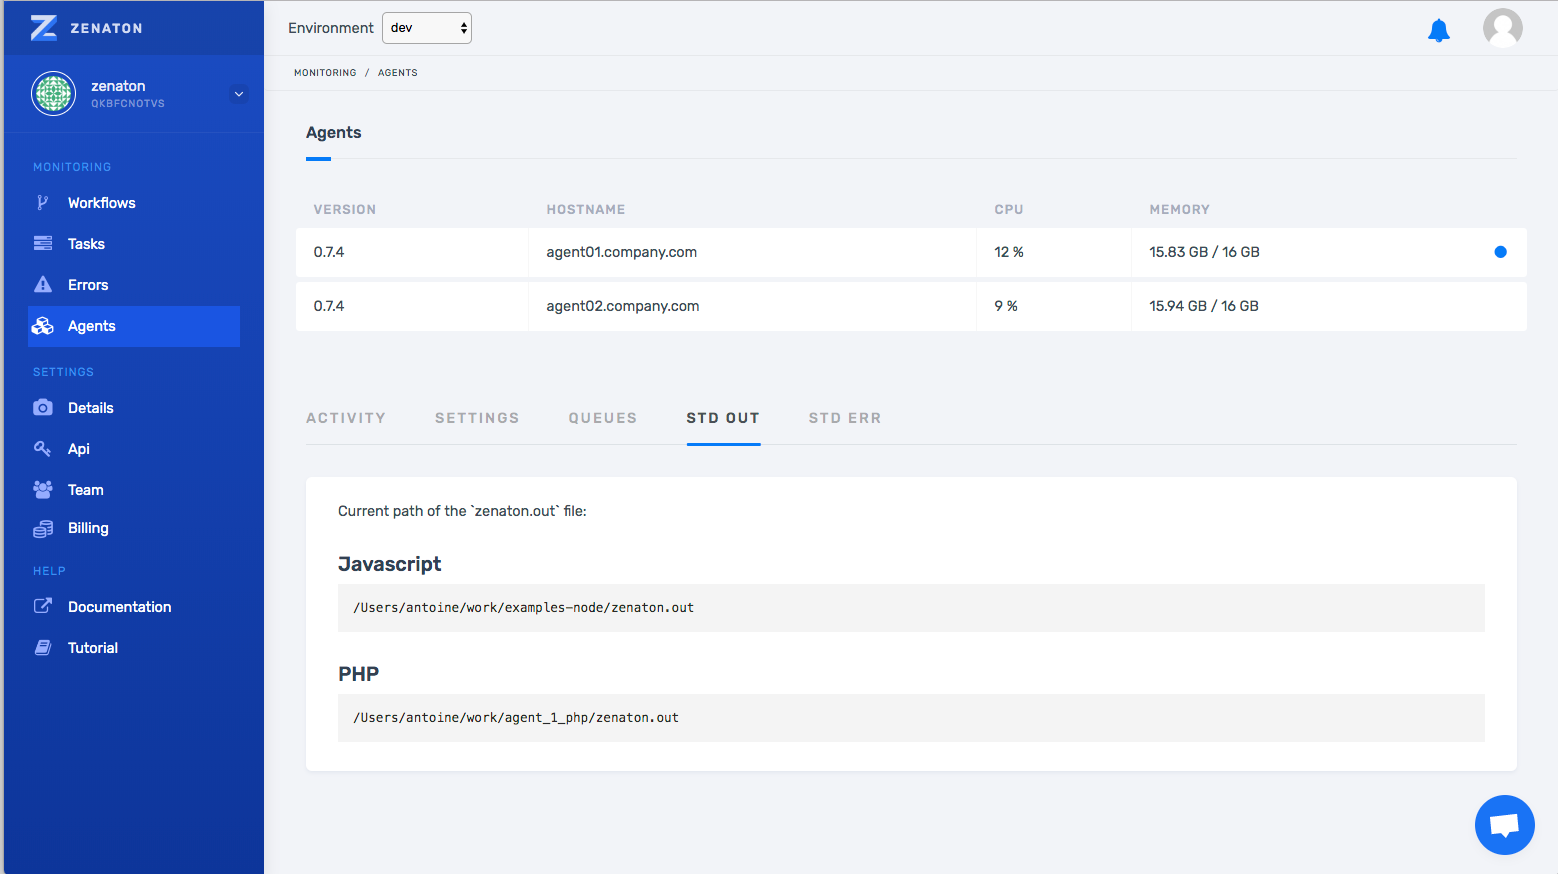 ZENATON
Environment dev
zenaton
QKBFCNOTVS
MONITORING / AGENTS
MONITORING
Workflows
Tasks
Errors
Agents
SETTINGS
Details
Api
Team
Billing
HELP
Documentation
Tutorial
Agents
VERSION HOSTNAME CPU MEMORY
0.7.4 agent01.company.com 12 % 15.83 GB / 16 GB
0.7.4 agent02.company.com 9 % 15.94 GB / 16 GB
ACTIVITY SETTINGS QUEUES STD OUT STD ERR
Current path of the `zenaton.out` file:
Javascript
/Users/antoine/work/examples-node/zenaton.out
PHP
/Users/antoine/work/agent_1_php/zenaton.out